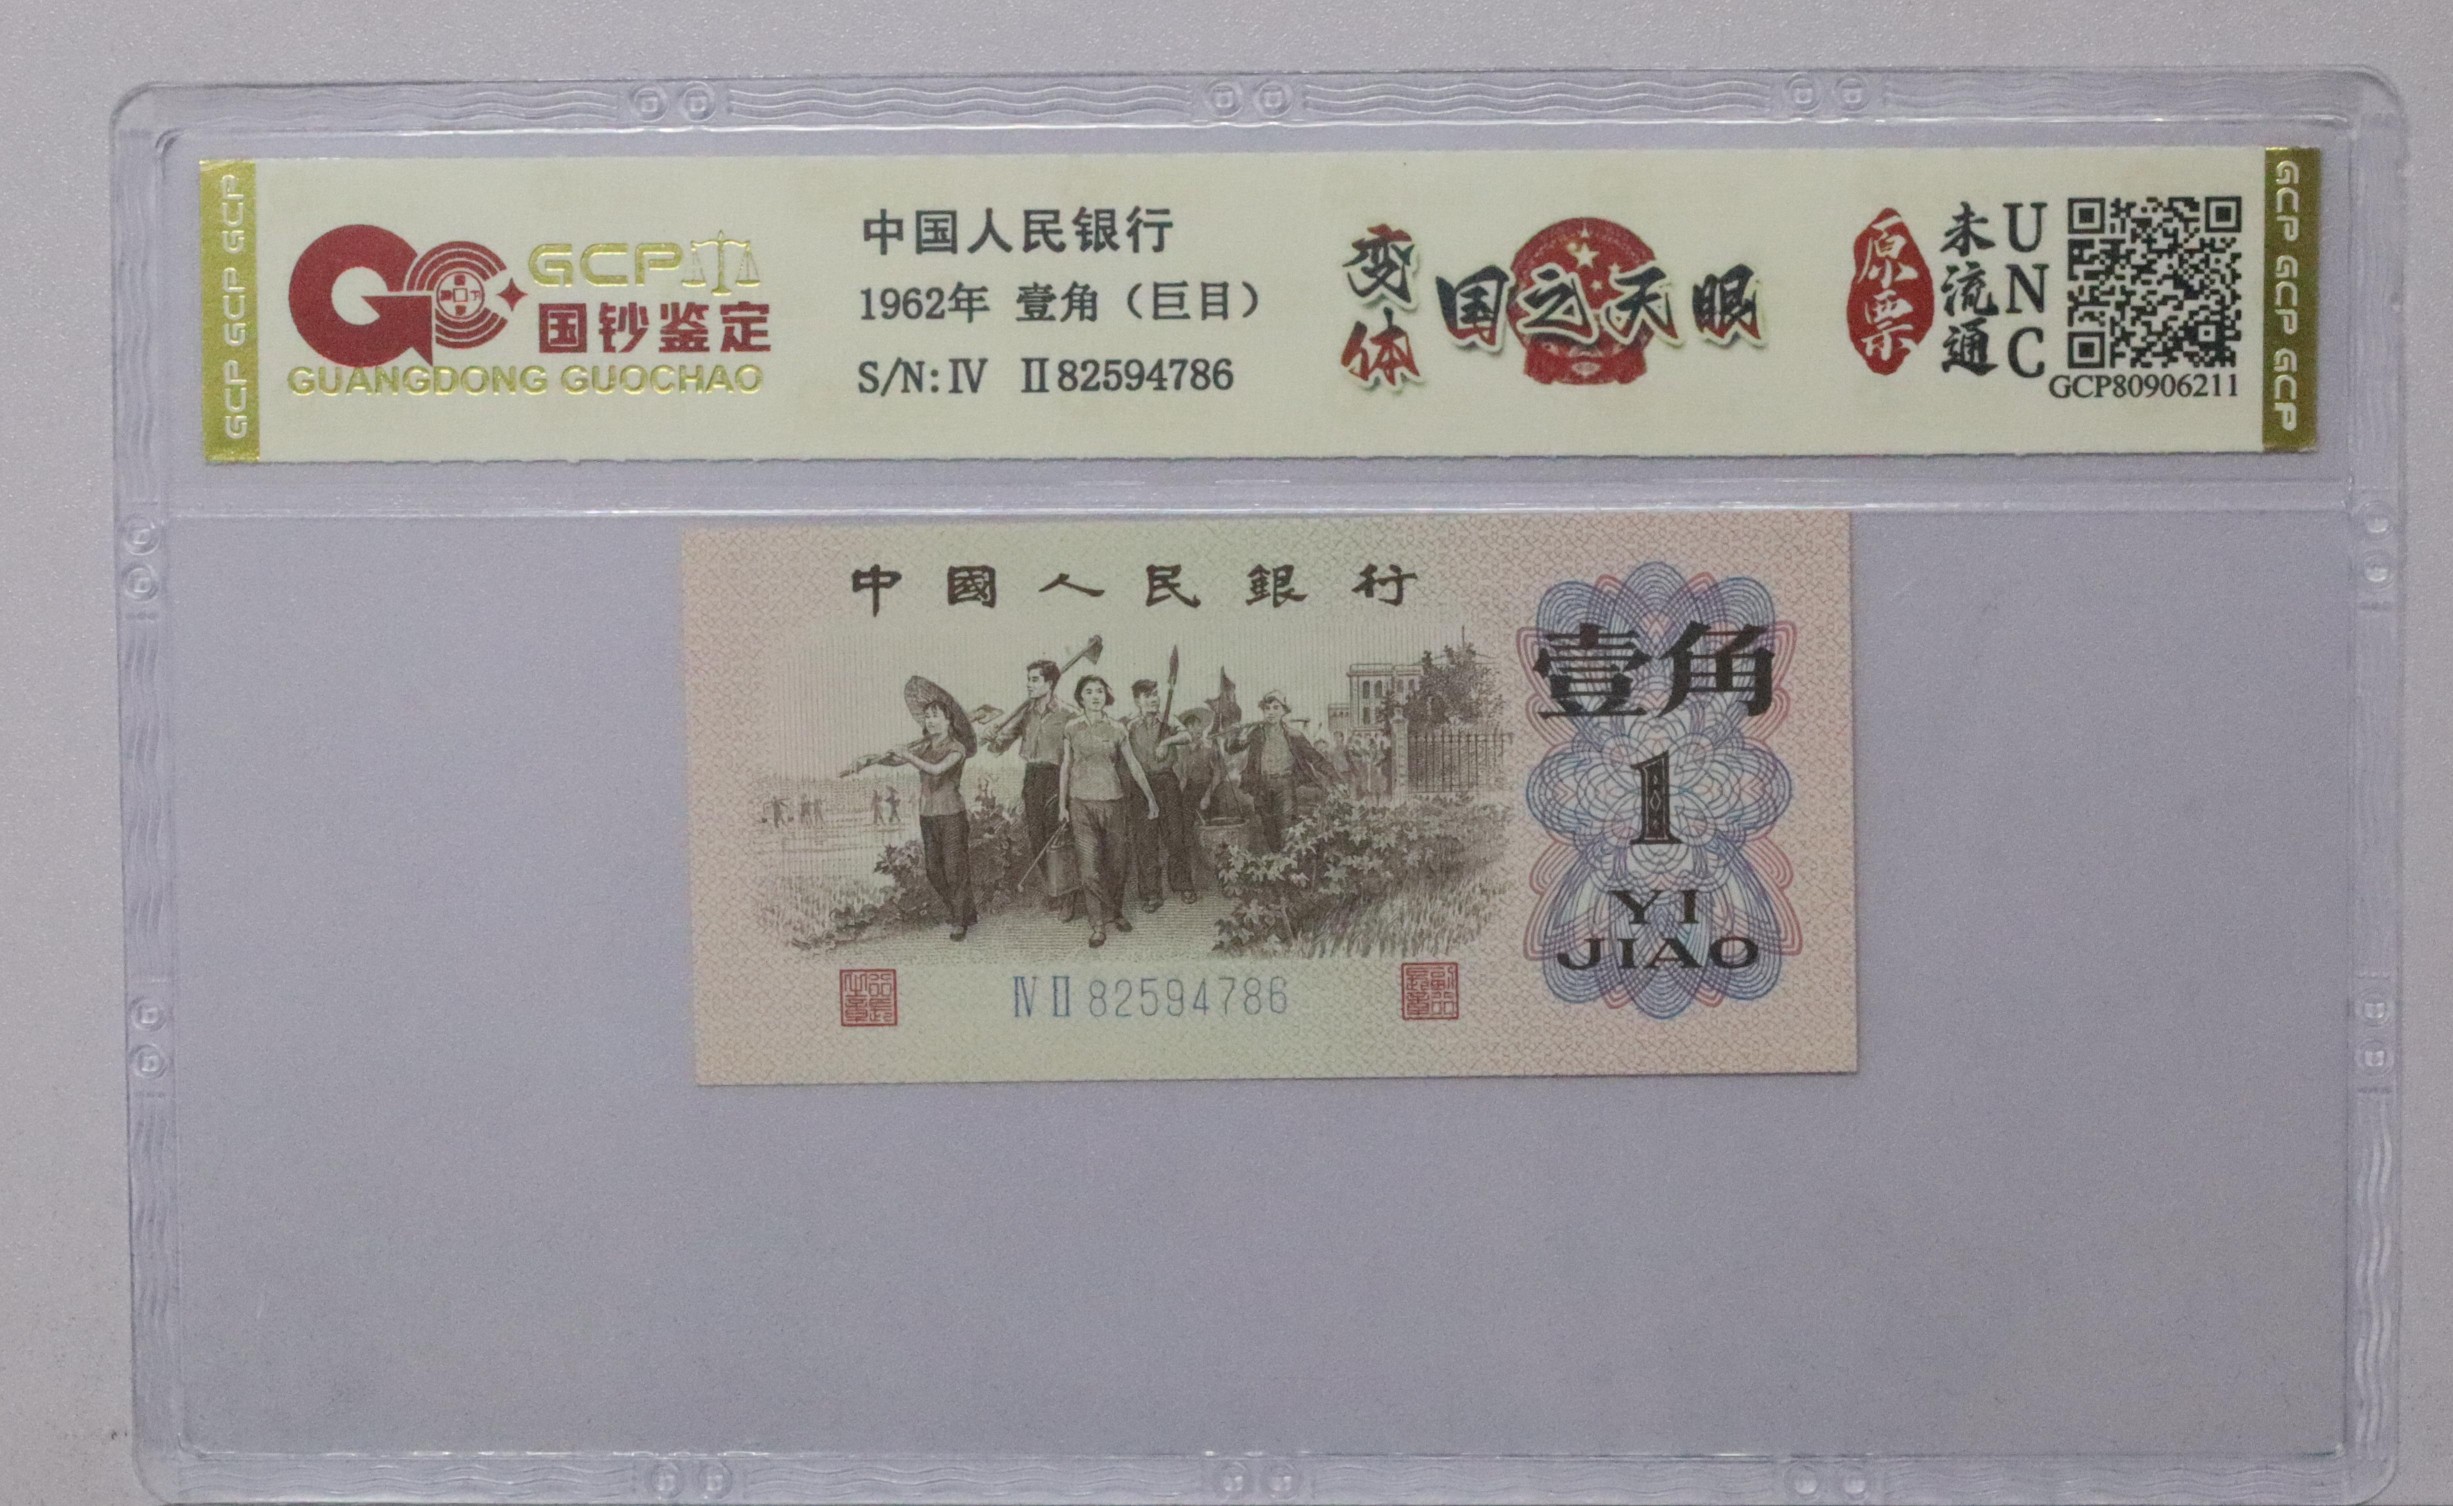 GCP GCP GCP
GCP
国钞鉴定
GUANGDONG GUOCHAO
中国人民银行
1962年 壹角（巨目）
S/N: Ⅳ Ⅱ82594786
变体
国之天眼
原票
未流通
UNC
GCP80906211
GCP GCP GCP
中國人民銀行
壹角
1
YI
JIAO
Ⅳ Ⅱ 82594786